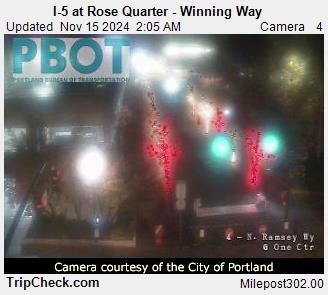 I-5 at Rose Quarter - Winning Way
Updated Nov 15 2024 2:05 AM Camera 4
PBOT
PORTLAND BUREAU OF TRANSPORTATION
4 - N. Ramsey Wy
@ One Ctr
Camera courtesy of the City of Portland
TripCheck.com Milepost302.00